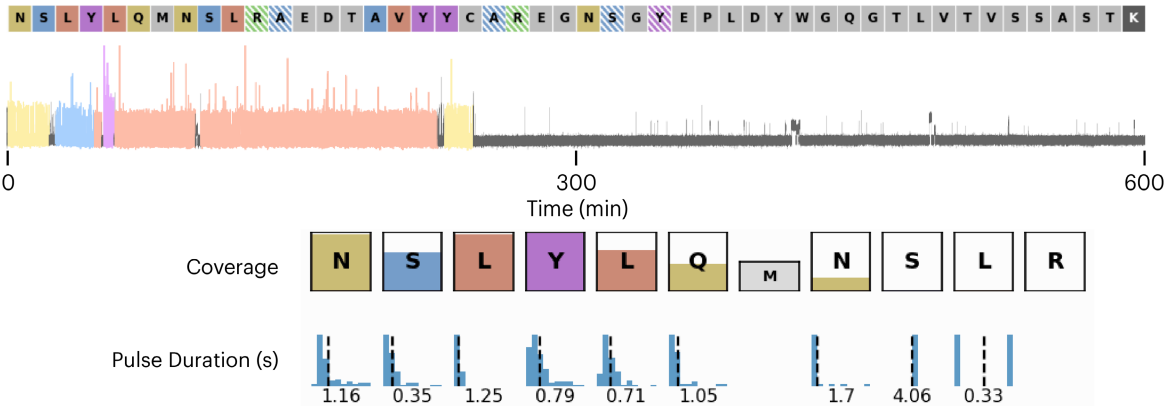 N S L Y L Q M N S L R A E D T A V Y Y C A R E G N S G Y E P L D Y W G Q G T L V T V S S A S T K
0 300 600
Time (min)
Coverage N S L Y L Q M N S L R
Pulse Duration (s) 1.16 0.35 1.25 0.79 0.71 1.05 1.7 4.06 0.33